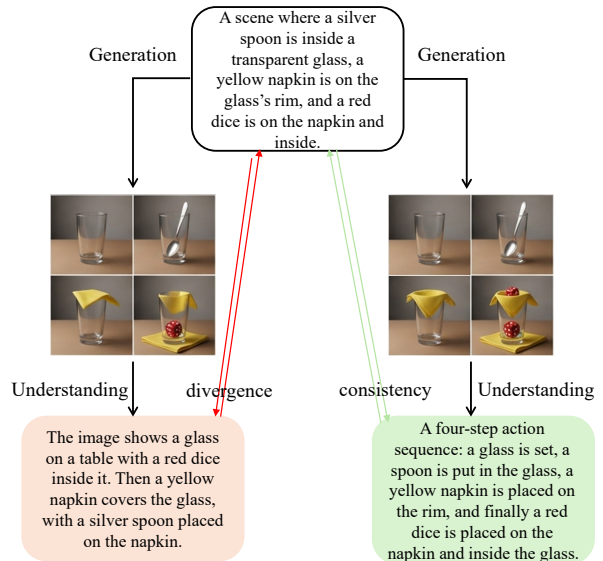 A scene where a silver
spoon is inside a
transparent glass, a
yellow napkin is on the
glass's rim, and a red
dice is on the napkin and
inside.
Generation
Generation
Understanding
divergence
consistency
Understanding
The image shows a glass
on a table with a red dice
inside it. Then a yellow
napkin covers the glass,
with a silver spoon placed
on the napkin.
A four-step action
sequence: a glass is set, a
spoon is put in the glass, a
yellow napkin is placed on
the rim, and finally a red
dice is placed on the
napkin and inside the glass.